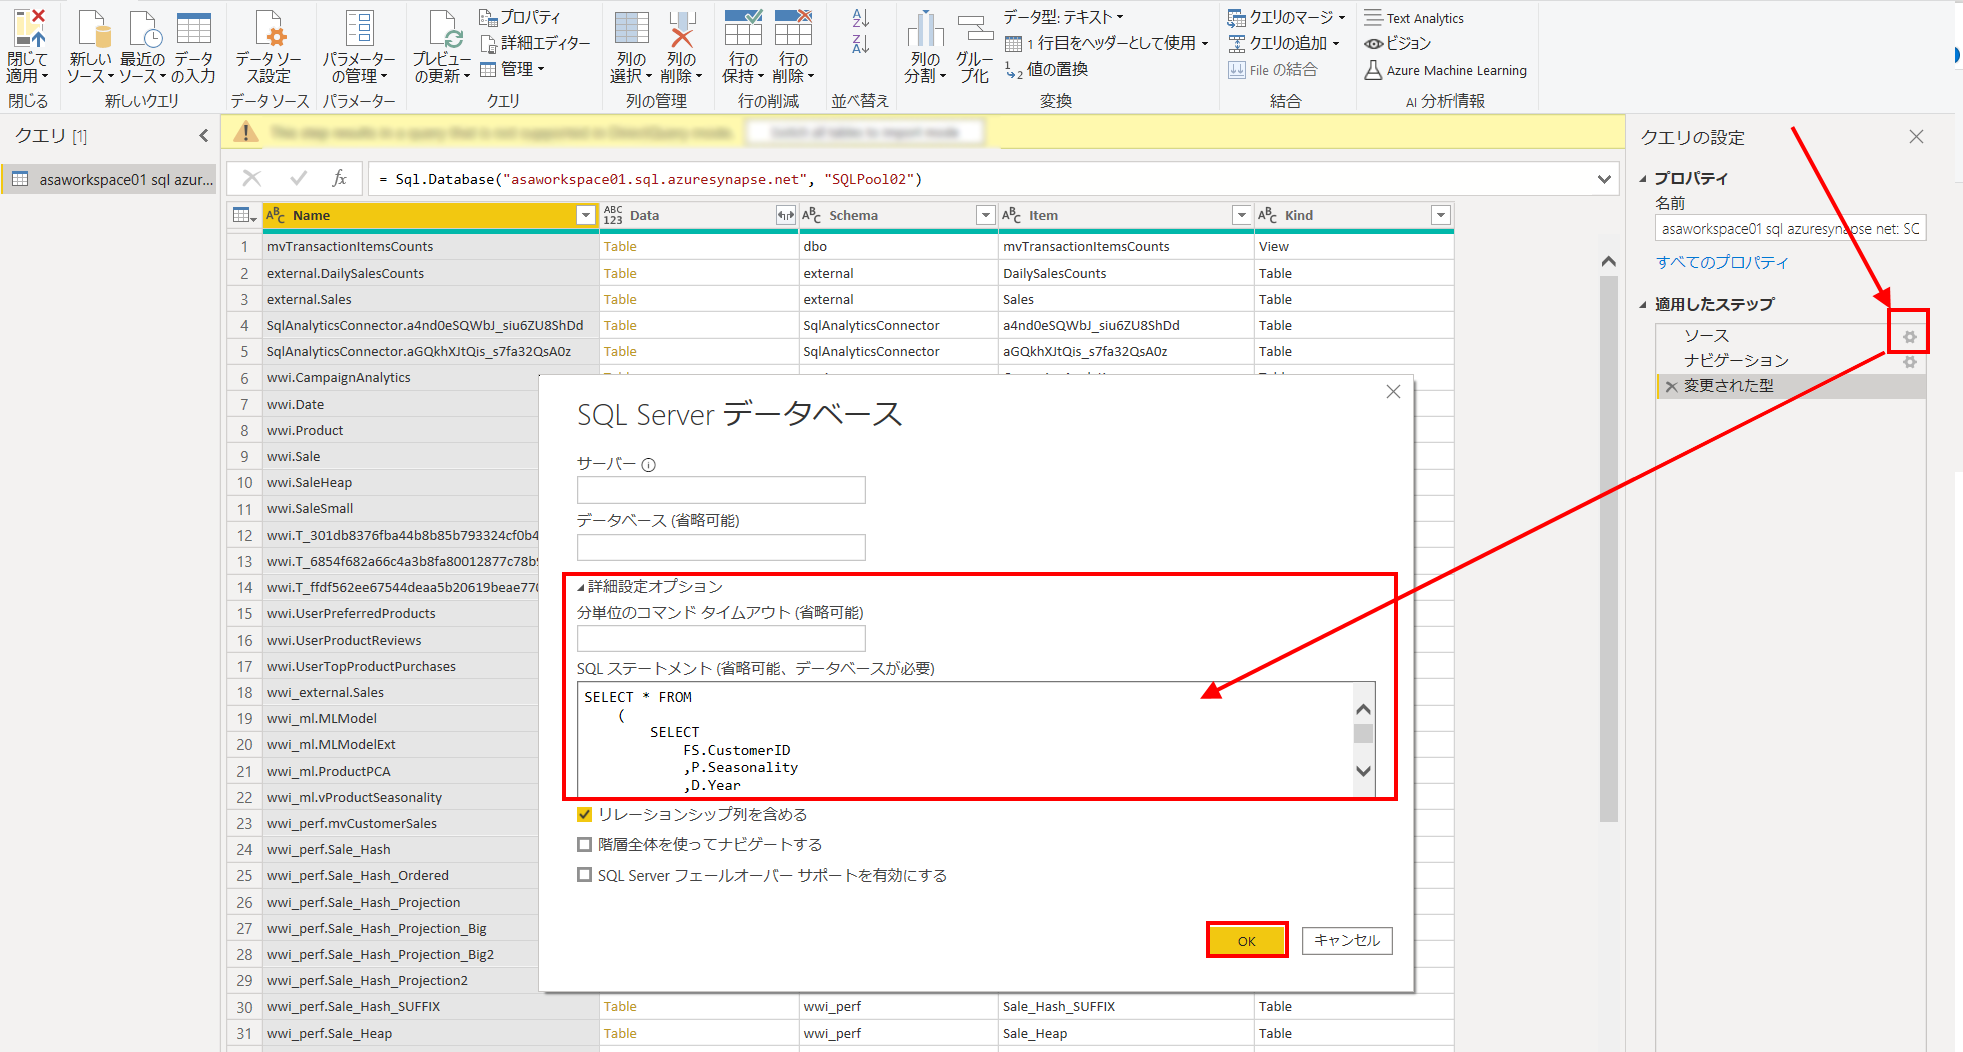 閉じて適用
新しいソース
最近のソース
データの入力
データ ソース設定
パラメーターの管理
プレビューの更新
プロパティ
詳細エディター
管理
列の選択
列の削除
行の保持
行の削除
列の分割
グループ化
データ型: テキスト
1 行目をヘッダーとして使用
値の置換
クエリのマージ
クエリの追加
File の結合
Text Analytics
ビジョン
Azure Machine Learning
閉じる
新しいクエリ
データ ソース
パラメーター
クエリ
列の管理
行の削減
並べ替え
変換
結合
AI 分析情報
クエリ [1]
asaworkspace01 sql azur...
fx
= Sql.Database("asaworkspace01.sql.azuresynapse.net", "SQLPool02")
Name Data Schema Item Kind
1 mvTransactionItemsCounts Table dbo mvTransactionItemsCounts View
2 external.DailySalesCounts Table external DailySalesCounts Table
3 external.Sales Table external Sales Table
4 SqlAnalyticsConnector.a4nd0eSQWbJ_siu6ZU8ShDd Table SqlAnalyticsConnector a4nd0eSQWbJ_siu6ZU8ShDd Table
5 SqlAnalyticsConnector.aGQkhXJtQis_s7fa32QsA0z Table SqlAnalyticsConnector aGQkhXJtQis_s7fa32QsA0z Table
6 wwi.CampaignAnalytics
7 wwi.Date
8 wwi.Product
9 wwi.Sale
10 wwi.SaleHeap
11 wwi.SaleSmall
12 wwi.T_301db8376fba44b8b85b793324cf0b4
13 wwi.T_6854f682a66c4a3b8fa80012877c78b9
14 wwi.T_ffdf562ee67544deaa5b20619beae770
15 wwi.UserPreferredProducts
16 wwi.UserProductReviews
17 wwi.UserTopProductPurchases
18 wwi_external.Sales
19 wwi_ml.MLModel
20 wwi_ml.MLModelExt
21 wwi_ml.ProductPCA
22 wwi_ml.vProductSeasonality
23 wwi_perf.mvCustomerSales
24 wwi_perf.Sale_Hash
25 wwi_perf.Sale_Hash_Ordered
26 wwi_perf.Sale_Hash_Projection
27 wwi_perf.Sale_Hash_Projection_Big
28 wwi_perf.Sale_Hash_Projection_Big2
29 wwi_perf.Sale_Hash_Projection2
30 wwi_perf.Sale_Hash_SUFFIX Table wwi_perf Sale_Hash_SUFFIX Table
31 wwi_perf.Sale_Heap Table wwi_perf Sale_Heap Table
SQL Server データベース
サーバー
データベース (省略可能)
詳細設定オプション
分単位のコマンド タイムアウト (省略可能)
SQL ステートメント (省略可能、データベースが必要)
SELECT * FROM
(
SELECT
FS.CustomerID
,P.Seasonality
,D.Year
リレーションシップ列を含める
階層全体を使ってナビゲートする
SQL Server フェールオーバー サポートを有効にする
OK
キャンセル
クエリの設定
プロパティ
名前
asaworkspace01 sql azuresynapse net: SC
すべてのプロパティ
適用したステップ
ソース
ナビゲーション
変更された型